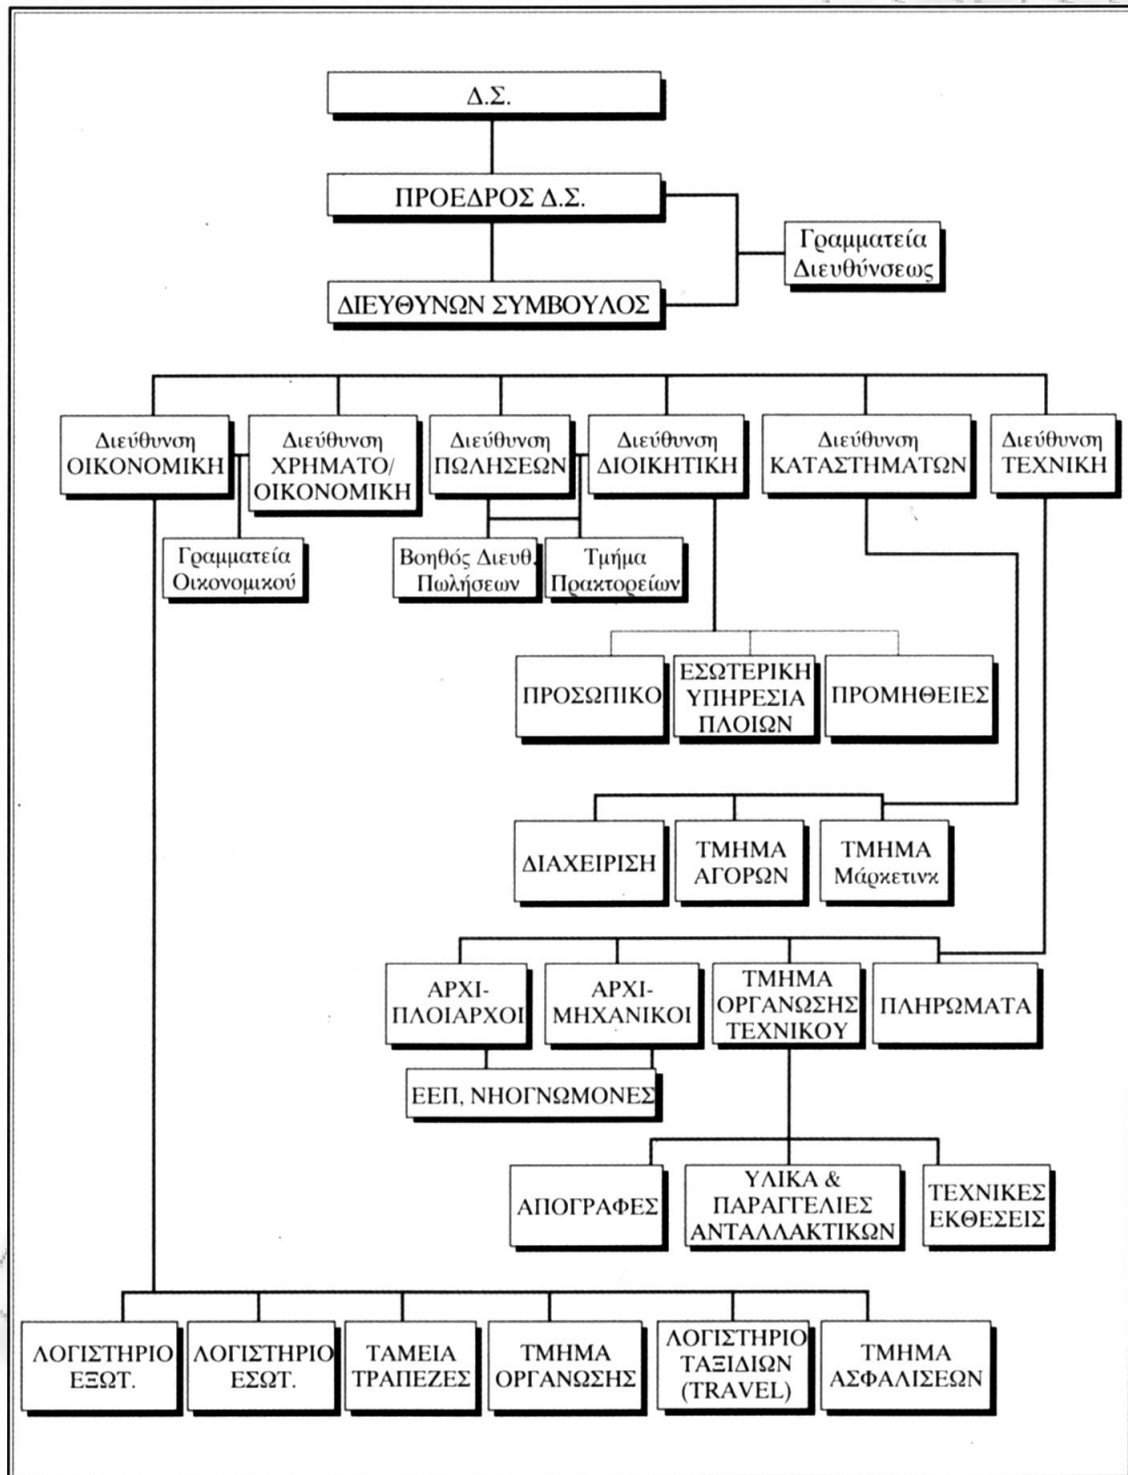 Δ.Σ.
ΠΡΟΕΔΡΟΣ Δ.Σ.
Γραμματεία
Διευθύνσεως
ΔΙΕΥΘΥΝΩΝ ΣΥΜΒΟΥΛΟΣ
Διεύθυνση
ΟΙΚΟΝΟΜΙΚΗ
Διεύθυνση
ΧΡΗΜΑΤΟ/
ΟΙΚΟΝΟΜΙΚΗ
Διεύθυνση
ΠΩΛΗΣΕΩΝ
Διεύθυνση
ΔΙΟΙΚΗΤΙΚΗ
Διεύθυνση
ΚΑΤΑΣΤΗΜΑΤΩΝ
Διεύθυνση
ΤΕΧΝΙΚΗ
Γραμματεία
Οικονομικού
Βοηθός Διευθ.
Πωλήσεων
Τμήμα
Πρακτορείων
ΠΡΟΣΩΠΙΚΟ
ΕΣΩΤΕΡΙΚΗ
ΥΠΗΡΕΣΙΑ
ΠΛΟΙΩΝ
ΠΡΟΜΗΘΕΙΕΣ
ΔΙΑΧΕΙΡΙΣΗ
ΤΜΗΜΑ
ΑΓΟΡΩΝ
ΤΜΗΜΑ
Μάρκετινκ
ΑΡΧΙ-
ΠΛΟΙΑΡΧΟΙ
ΑΡΧΙ-
ΜΗΧΑΝΙΚΟΙ
ΤΜΗΜΑ
ΟΡΓΑΝΩΣΗΣ
ΤΕΧΝΙΚΟΥ
ΠΛΗΡΩΜΑΤΑ
ΕΕΠ, ΝΗΟΓΝΩΜΟΝΕΣ
ΑΠΟΓΡΑΦΕΣ
ΥΛΙΚΑ &
ΠΑΡΑΓΓΕΛΙΕΣ
ΑΝΤΑΛΛΑΚΤΙΚΩΝ
ΤΕΧΝΙΚΕΣ
ΕΚΘΕΣΕΙΣ
ΛΟΓΙΣΤΗΡΙΟ
ΕΞΩΤ.
ΛΟΓΙΣΤΗΡΙΟ
ΕΣΩΤ.
ΤΑΜΕΙΑ
ΤΡΑΠΕΖΕΣ
ΤΜΗΜΑ
ΟΡΓΑΝΩΣΗΣ
ΛΟΓΙΣΤΗΡΙΟ
ΤΑΞΙΔΙΩΝ
(TRAVEL)
ΤΜΗΜΑ
ΑΣΦΑΛΙΣΕΩΝ